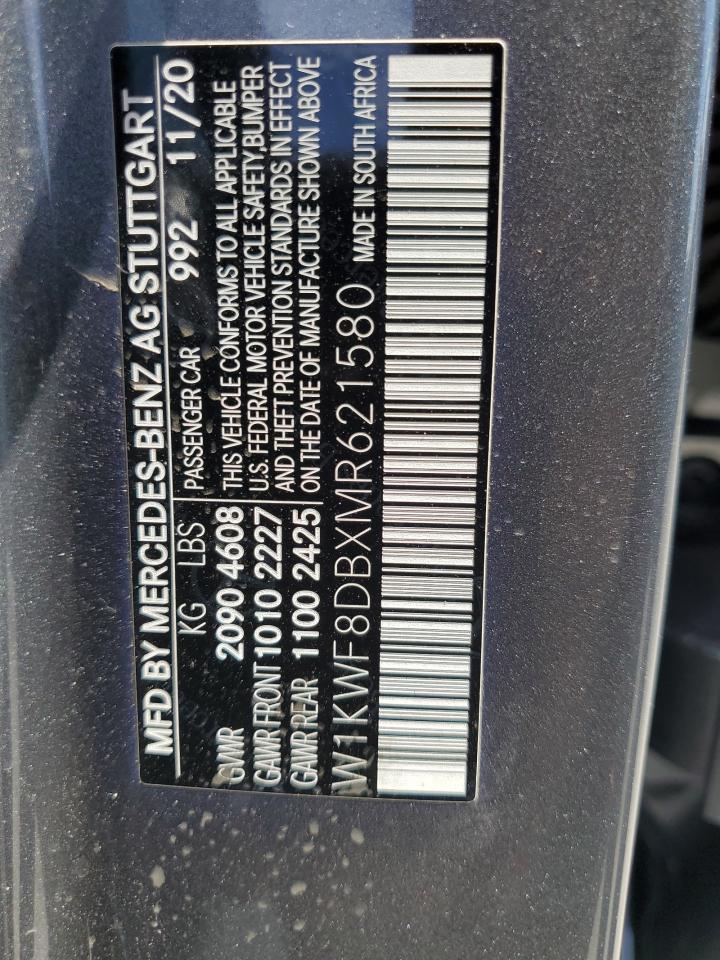 MFD BY MERCEDES-BENZ AG STUTTGART
KG LBS PASSENGER CAR 992 11/20
GVWR 2090 4608 THIS VEHICLE CONFORMS TO ALL APPLICABLE
GAWR FRONT 1010 2227 U.S. FEDERAL MOTOR VEHICLE SAFETY,BUMPER
GAWR REAR 1100 2425 AND THEFT PREVENTION STANDARDS IN EFFECT
ON THE DATE OF MANUFACTURE SHOWN ABOVE
W1KWF8DBXMR621580 MADE IN SOUTH AFRICA